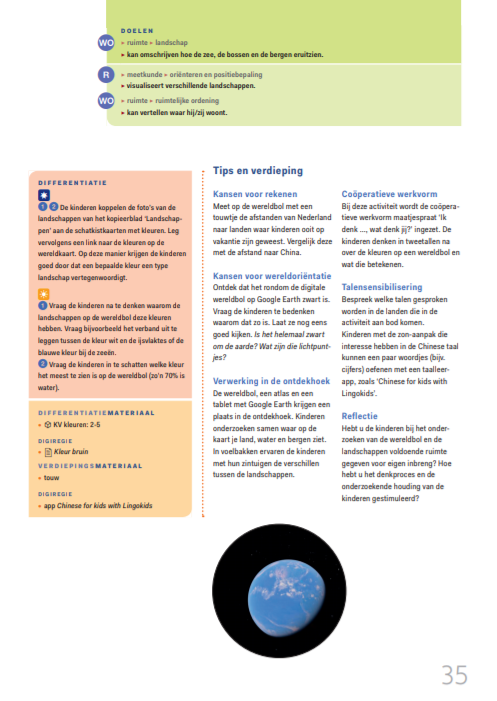 DOELEN
WO
▸ ruimte ▸ landschap
▸ kan omschrijven hoe de zee, de bossen en de bergen eruitzien.
R
▸ meetkunde ▸ oriënteren en positiebepaling
▸ visualiseert verschillende landschappen.
WO
▸ ruimte ▸ ruimtelijke ordening
▸ kan vertellen waar hij/zij woont.
DIFFERENTIATIE
1 2 De kinderen koppelen de foto's van de
landschappen van het kopieerblad 'Landschap-
pen' aan de schatkistkaarten met kleuren. Leg
vervolgens een link naar de kleuren op de
wereldkaart. Op deze manier krijgen de kinderen
goed door dat een bepaalde kleur een type
landschap vertegenwoordigt.
1 Vraag de kinderen na te denken waarom de
landschappen op de wereldbol deze kleuren
hebben. Vraag bijvoorbeeld het verband uit te
leggen tussen de kleur wit en de ijsvlaktes of de
blauwe kleur bij de zeeën.
2 Vraag de kinderen in te schatten welke kleur
het meest te zien is op de wereldbol (zo'n 70% is
water).
DIFFERENTIATIEMATERIAAL
• KV kleuren: 2-5
DIGIREGIE
• Kleur bruin
VERDIEPINGSMATERIAAL
• touw
DIGIREGIE
• app Chinese for kids with Lingokids
Tips en verdieping
Kansen voor rekenen
Meet op de wereldbol met een
touwtje de afstanden van Nederland
naar landen waar kinderen ooit op
vakantie zijn geweest. Vergelijk deze
met de afstand naar China.
Kansen voor wereldoriëntatie
Ontdek dat het rondom de digitale
wereldbol op Google Earth zwart is.
Vraag de kinderen te bedenken
waarom dat zo is. Laat ze nog eens
goed kijken. Is het helemaal zwart
om de aarde? Wat zijn die lichtpunt-
jes?
Verwerking in de ontdekhoek
De wereldbol, een atlas en een
tablet met Google Earth krijgen een
plaats in de ontdekhoek. Kinderen
onderzoeken samen waar op de
kaart je land, water en bergen ziet.
In voelbakken ervaren de kinderen
met hun zintuigen de verschillen
tussen de landschappen.
Coöperatieve werkvorm
Bij deze activiteit wordt de coöpera-
tieve werkvorm maatjespraat 'Ik
denk ..., wat denk jij?' ingezet. De
kinderen denken in tweetallen na
over de kleuren op een wereldbol en
wat die betekenen.
Talensensibilisering
Bespreek welke talen gesproken
worden in de landen die in de
activiteit aan bod komen.
Kinderen met de zon-aanpak die
interesse hebben in de Chinese taal
kunnen een paar woordjes (bijv.
cijfers) oefenen met een taalleer-
app, zoals 'Chinese for kids with
Lingokids'.
Reflectie
Hebt u de kinderen bij het onder-
zoeken van de wereldbol en de
landschappen voldoende ruimte
gegeven voor eigen inbreng? Hoe
hebt u het denkproces en de
onderzoekende houding van de
kinderen gestimuleerd?
35